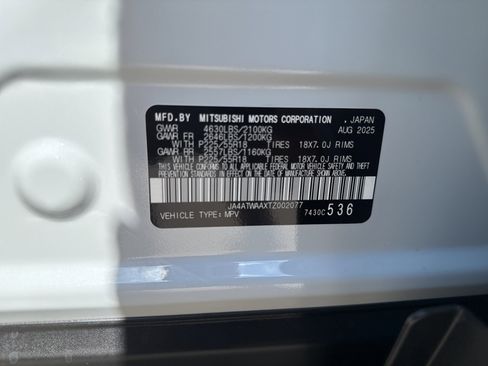 MFD.BY MITSUBISHI MOTORS CORPORATION , JAPAN
GVWR 4630LBS/2100KG AUG 2025
GAWR FR 2646LBS/1200KG
WITH P225/55R18 TIRES 18X7.0J RIMS
GAWR RR 2557LBS/1160KG
WITH P225/55R18 TIRES 18X7.0J RIMS
THIS VEHICLE CONFORMS TO ALL APPLICABLE FEDERAL
MOTOR VEHICLE SAFETY AND THEFT PREVENTION STANDARDS
IN EFFECT ON THE DATE OF MANUFACTURE SHOWN ABOVE.
JA4ATWAAXTZ002077
VEHICLE TYPE: MPV 7430C 536